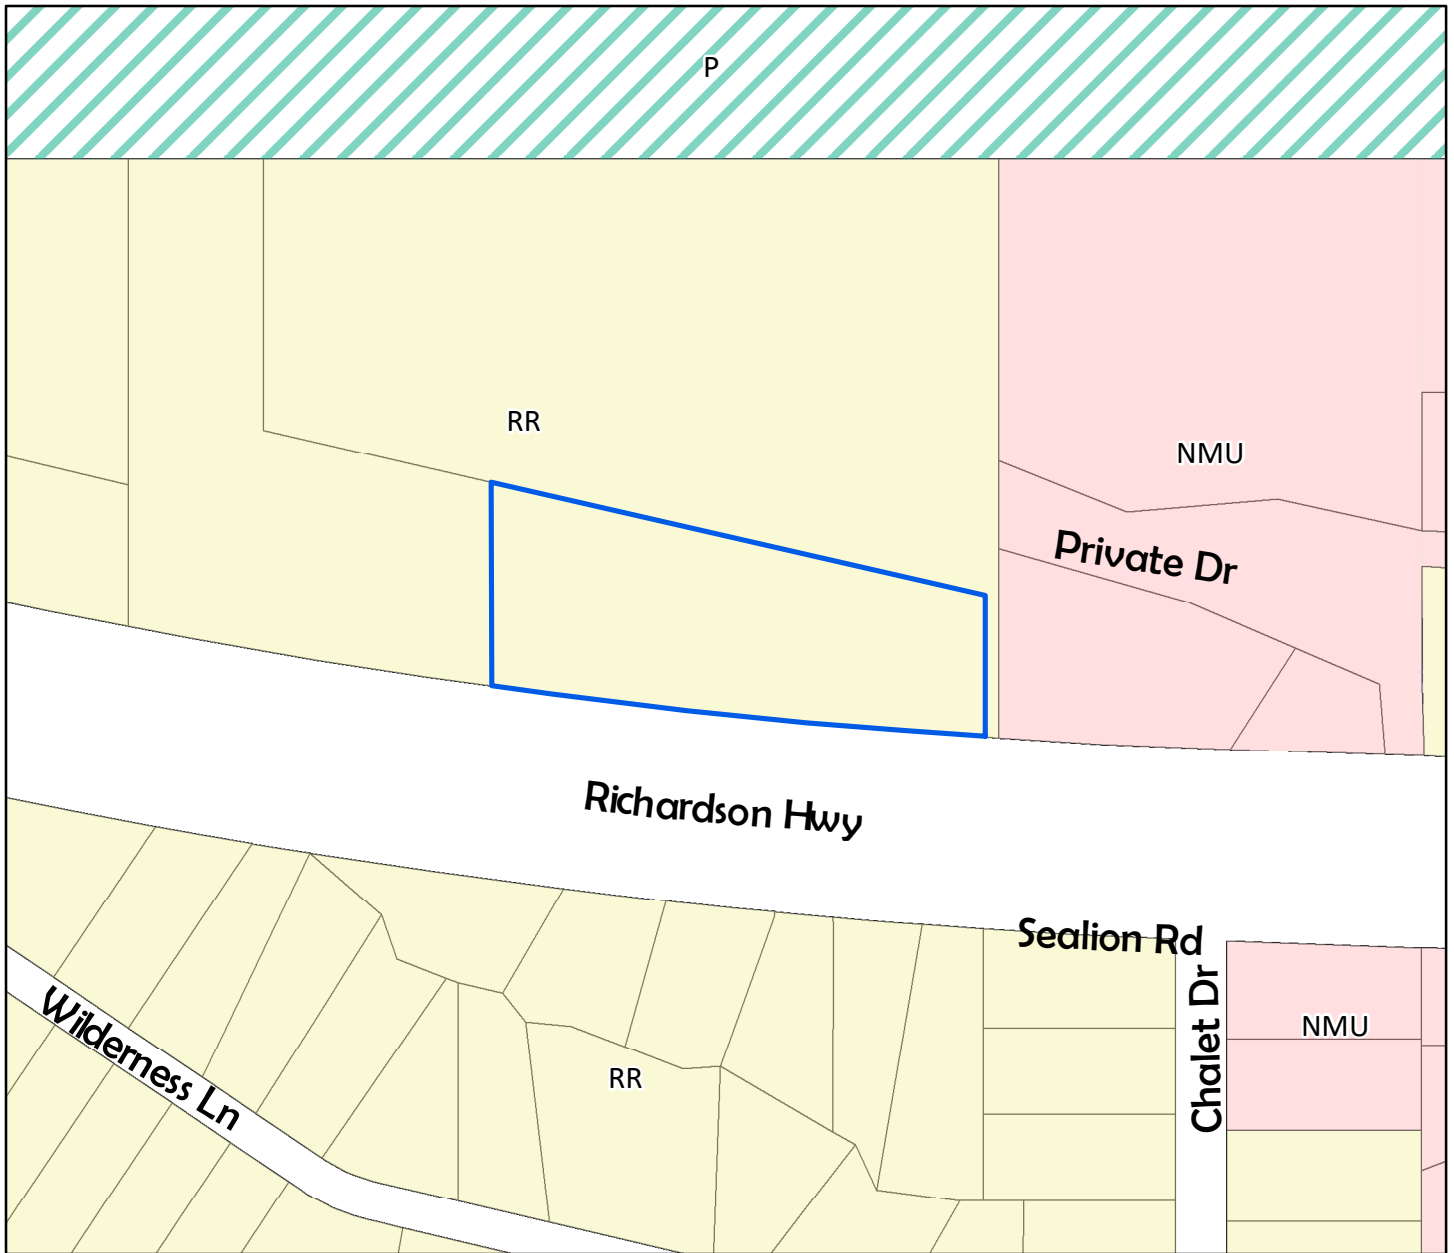 P
RR
NMU
Private Dr
Richardson Hwy
Sealion Rd
Chalet Dr
Wilderness Ln
NMU
RR